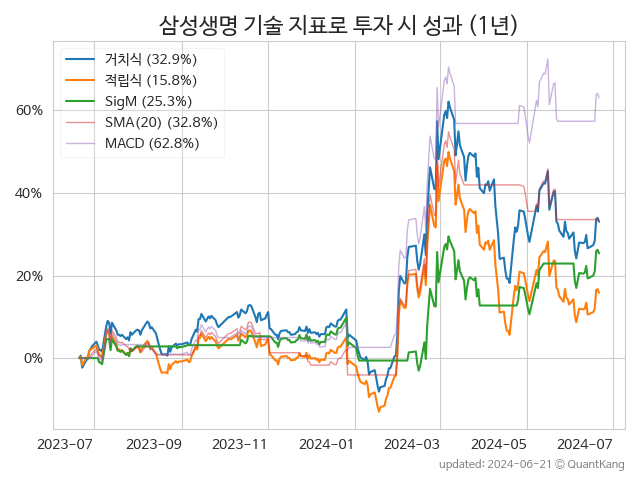 삼성생명 기술 지표로 투자 시 성과 (1년)
거치식 (32.9%)
적립식 (15.8%)
SigM (25.3%)
SMA(20) (32.8%)
MACD (62.8%)
60%
40%
20%
0%
2023-07 2023-09 2023-11 2024-01 2024-03 2024-05 2024-07
updated: 2024-06-21 © QuantKang